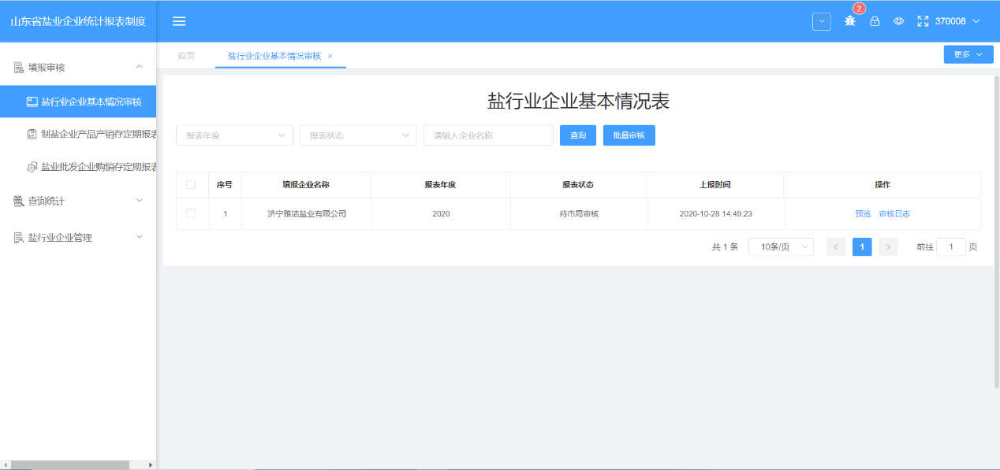 山东省盐业企业统计报表制度
2
370008
填报审核
盐行业企业基本情况审核
制盐企业产品产销存定期报表
盐业批发企业购销存定期报表
查询统计
盐行业企业管理
首页 盐行业企业基本情况审核 ×
更多
盐行业企业基本情况表
报表年度 报表状态 请输入企业名称 查询 批量审核
序号 填报企业名称 报表年度 报表状态 上报时间 操作
1 济宁雅洁盐业有限公司 2020 待市局审核 2020-10-28 14:49:23 预览 审核日志
共 1 条 10条/页 1 前往 1 页